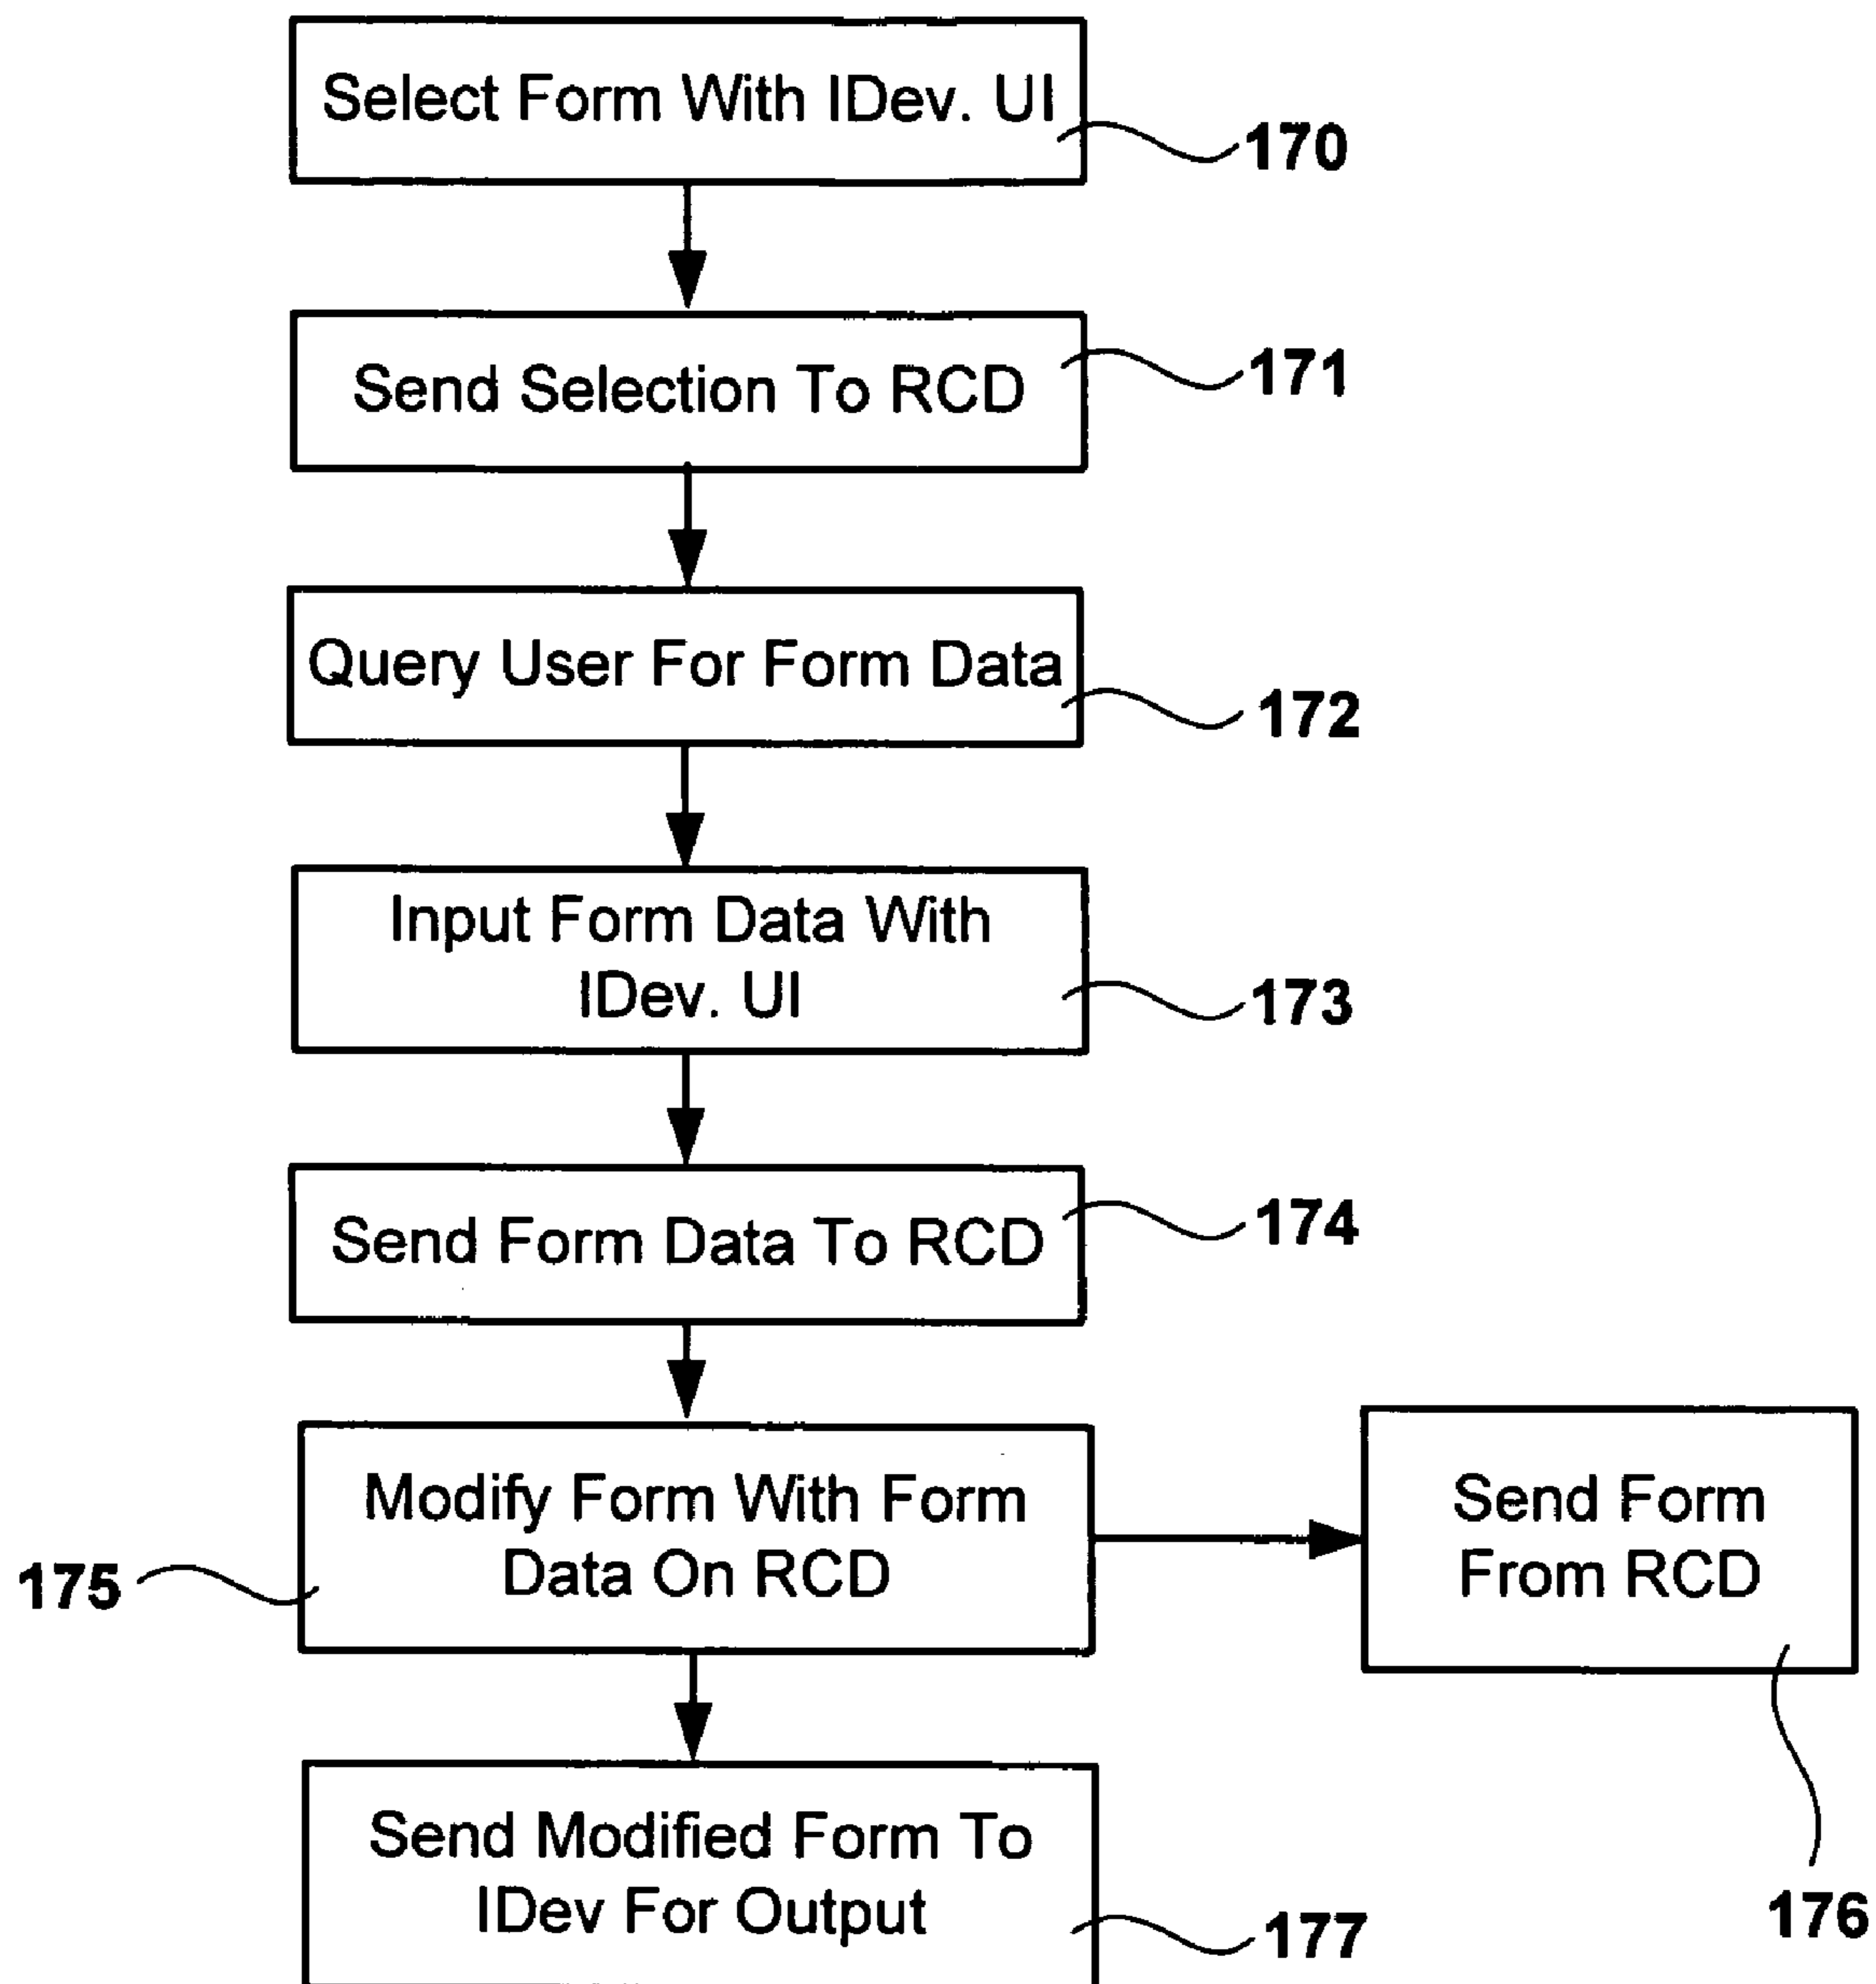 Select Form With IDev. UI
170
Send Selection To RCD
171
Query User For Form Data
172
Input Form Data With
IDev. UI
173
Send Form Data To RCD
174
Modify Form With Form
Data On RCD
175
Send Form
From RCD
176
Send Modified Form To
IDev For Output
177